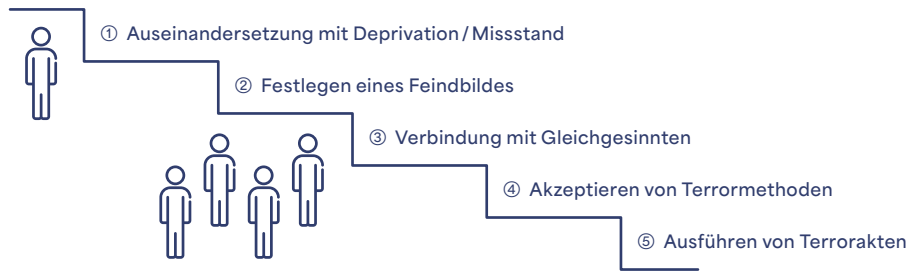 ① Auseinandersetzung mit Deprivation / Missstand
② Festlegen eines Feindbildes
③ Verbindung mit Gleichgesinnten
④ Akzeptieren von Terrormethoden
⑤ Ausführen von Terrorakten